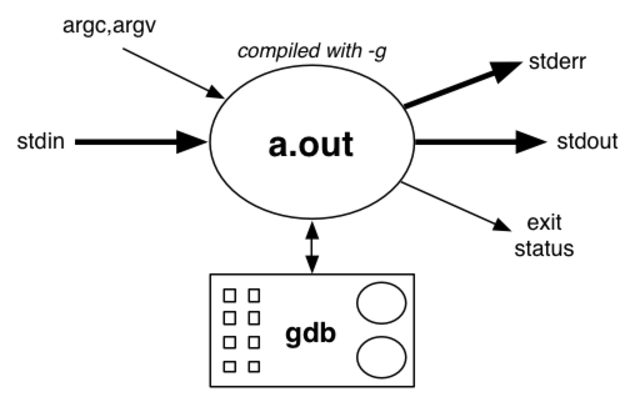 argc,argv
compiled with -g
stderr
stdin
a.out
stdout
exit
status
gdb